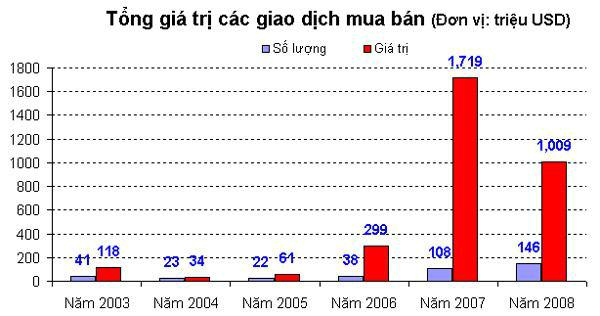 Tổng giá trị các giao dịch mua bán (Đơn vị: triệu USD)
Số lượng Giá trị
1800
1600
1400
1200
1000
800
600
400
200
0
41 118 23 34 22 61 38 299 108 1,719 146 1,009
Năm 2003 Năm 2004 Năm 2005 Năm 2006 Năm 2007 Năm 2008